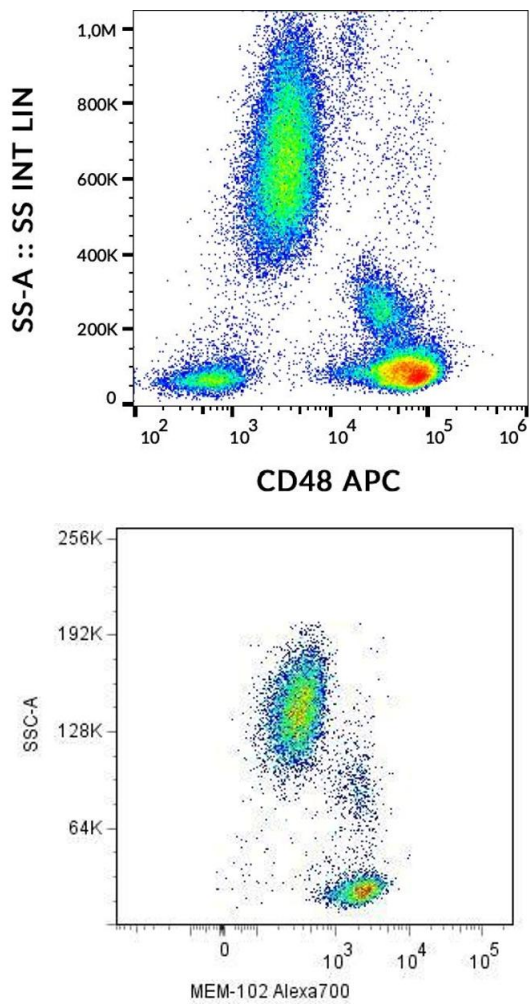 1,0M
800K
600K
400K
200K
0
SS-A :: SS INT LIN
10²
10³
10⁴
10⁵
10⁶
CD48 APC
256K
192K
128K
64K
SSC-A
0
10³
10⁴
10⁵
MEM-102 Alexa700